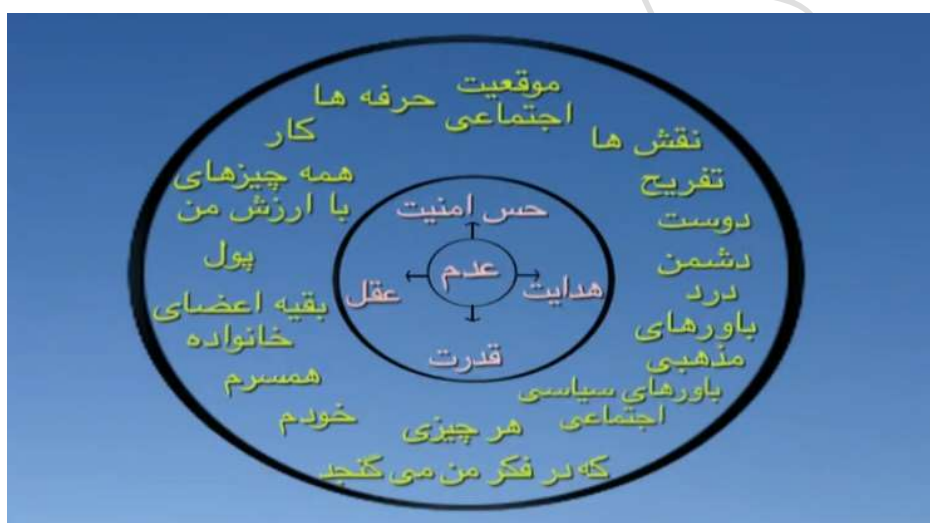 موقعیت
اجتماعی
حرفه ها
کار
همه چیزهای
با ارزش من
پول
بقیه اعضای
خانواده
همسرم
خودم
هر چیزی
که در فکر من می گنجد
نقش ها
تفریح
دوست
دشمن
درد
باورهای
مذهبی
باورهای سیاسی
اجتماعی
حس امنیت
عقل
عدم
هدایت
قدرت